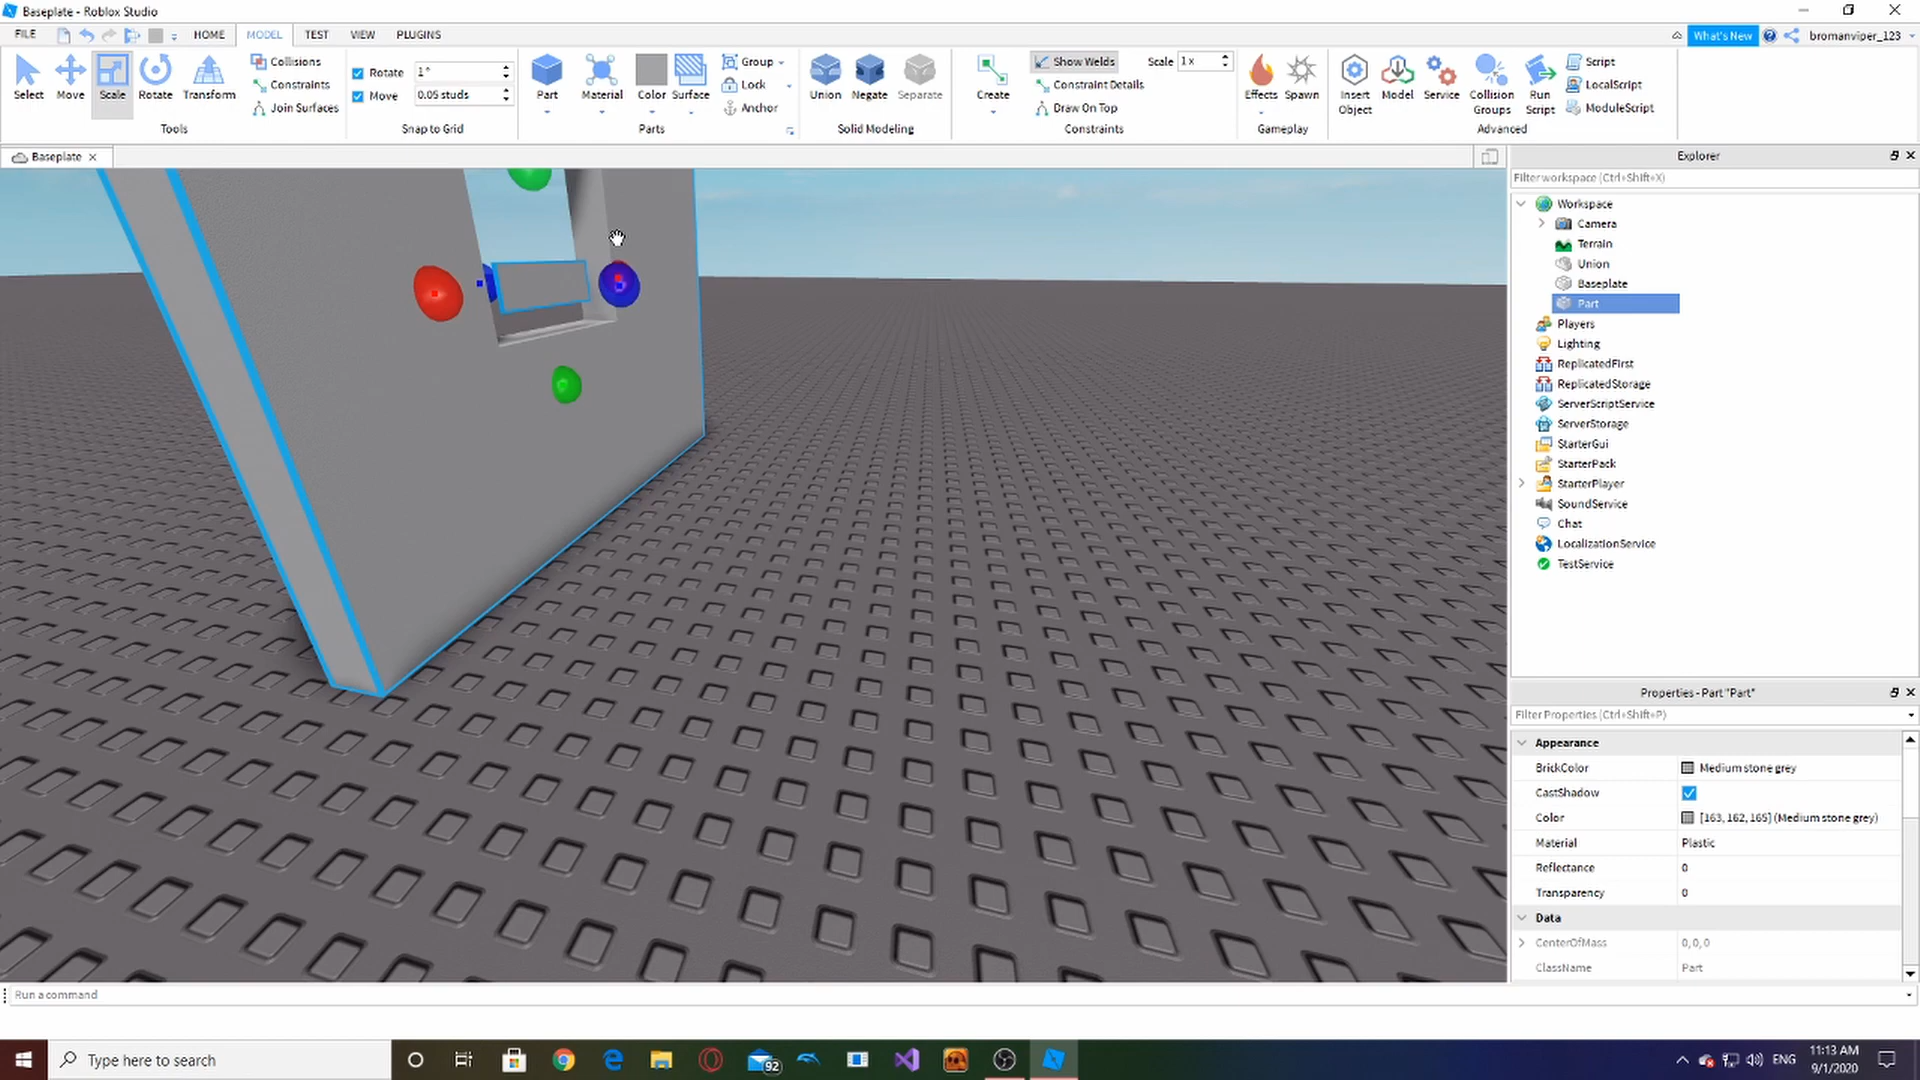 Baseplate - Roblox Studio
FILE HOME MODEL TEST VIEW PLUGINS What's New bromanviper_123
Select Move Scale Rotate Transform
Collisions
Constraints
Join Surfaces
Tools
Rotate 1°
Move 0.05 studs
Snap to Grid
Part Material Color Surface
Group
Lock
Anchor
Parts
Union Negate Separate
Solid Modeling
Create
Show Welds Scale 1x
Constraint Details
Draw On Top
Constraints
Effects Spawn
Gameplay
Insert Object Model Service Collision Groups Run Script
Script
LocalScript
ModuleScript
Advanced
Baseplate
Explorer
Filter workspace (Ctrl+Shift+X)
Workspace
Camera
Terrain
Union
Baseplate
Part
Players
Lighting
ReplicatedFirst
ReplicatedStorage
ServerScriptService
ServerStorage
StarterGui
StarterPack
StarterPlayer
SoundService
Chat
LocalizationService
TestService
Properties - Part "Part"
Filter Properties (Ctrl+Shift+P)
Appearance
BrickColor Medium stone grey
CastShadow
Color [163, 162, 165] (Medium stone grey)
Material Plastic
Reflectance 0
Transparency 0
Data
CenterOfMass 0, 0, 0
ClassName Part
Run a command
Type here to search
92
ENG
11:13 AM
9/1/2020